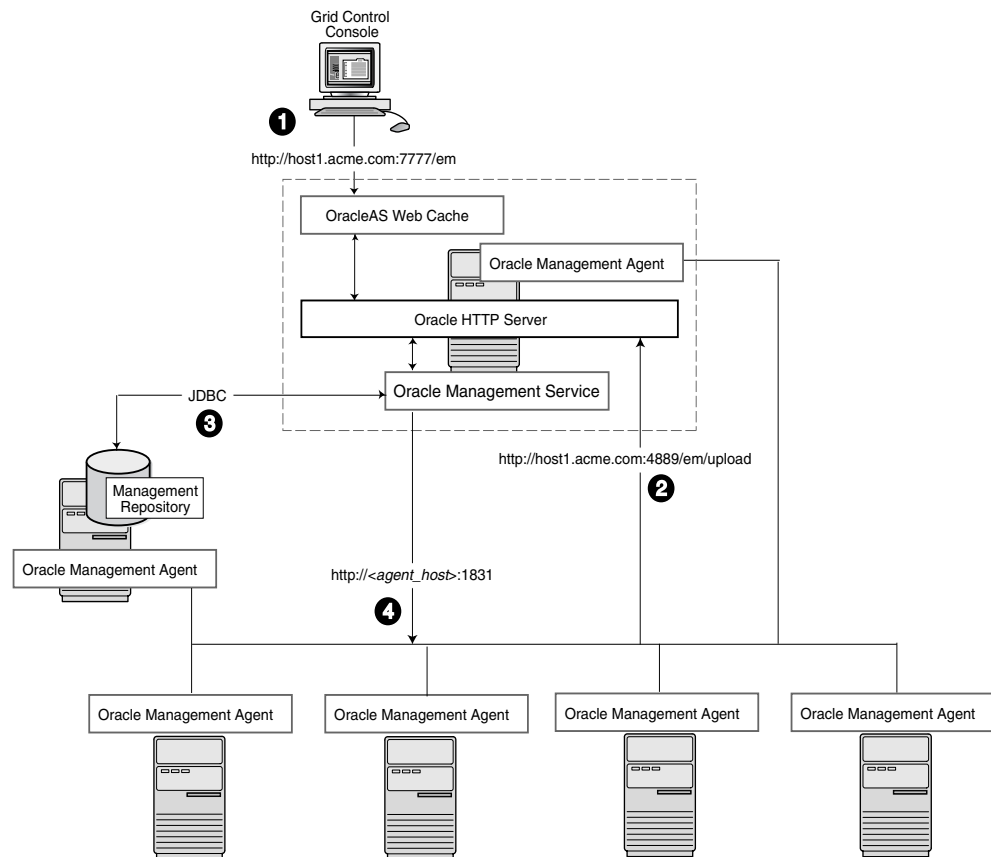 Grid Control
Console
1
http://host1.acme.com:7777/em
OracleAS Web Cache
Oracle Management Agent
Oracle HTTP Server
Oracle Management Service
JDBC
3
http://host1.acme.com:4889/em/upload
2
Management
Repository
Oracle Management Agent
http://<agent_host>:1831
4
Oracle Management Agent
Oracle Management Agent
Oracle Management Agent
Oracle Management Agent